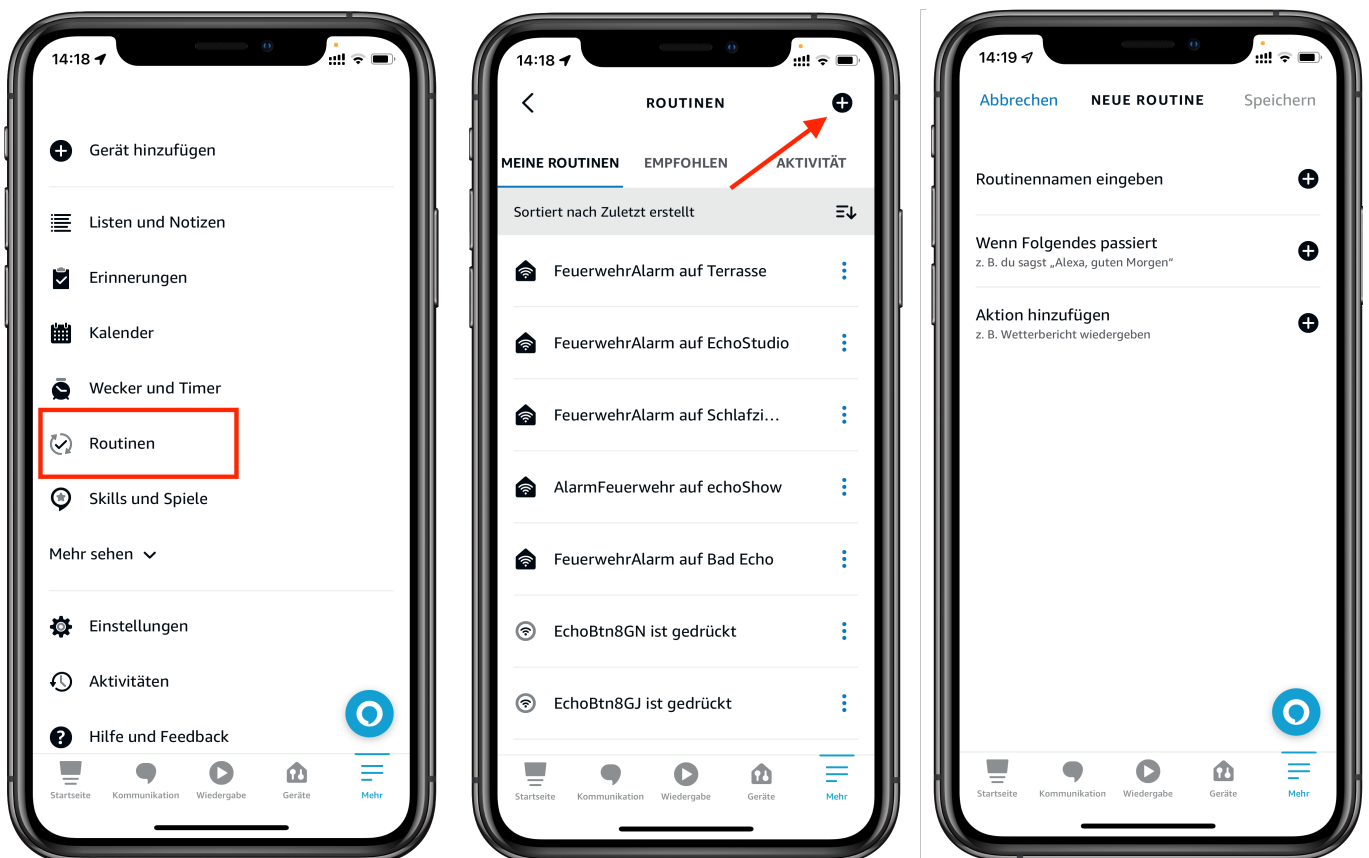 14:18
Gerät hinzufügen
Listen und Notizen
Erinnerungen
Kalender
Wecker und Timer
Routinen
Skills und Spiele
Mehr sehen
Einstellungen
Aktivitäten
Hilfe und Feedback
Startseite Kommunikation Wiedergabe Geräte Mehr
14:18
ROUTINEN
MEINE ROUTINEN EMPFOHLEN AKTIVITÄT
Sortiert nach Zuletzt erstellt
FeuerwehrAlarm auf Terrasse
FeuerwehrAlarm auf EchoStudio
FeuerwehrAlarm auf Schlafzi...
AlarmFeuerwehr auf echoShow
FeuerwehrAlarm auf Bad Echo
EchoBtn8GN ist gedrückt
EchoBtn8GJ ist gedrückt
Startseite Kommunikation Wiedergabe Geräte Mehr
14:19
Abbrechen NEUE ROUTINE Speichern
Routinennamen eingeben
Wenn Folgendes passiert
z. B. du sagst „Alexa, guten Morgen“
Aktion hinzufügen
z. B. Wetterbericht wiedergeben
Startseite Kommunikation Wiedergabe Geräte Mehr